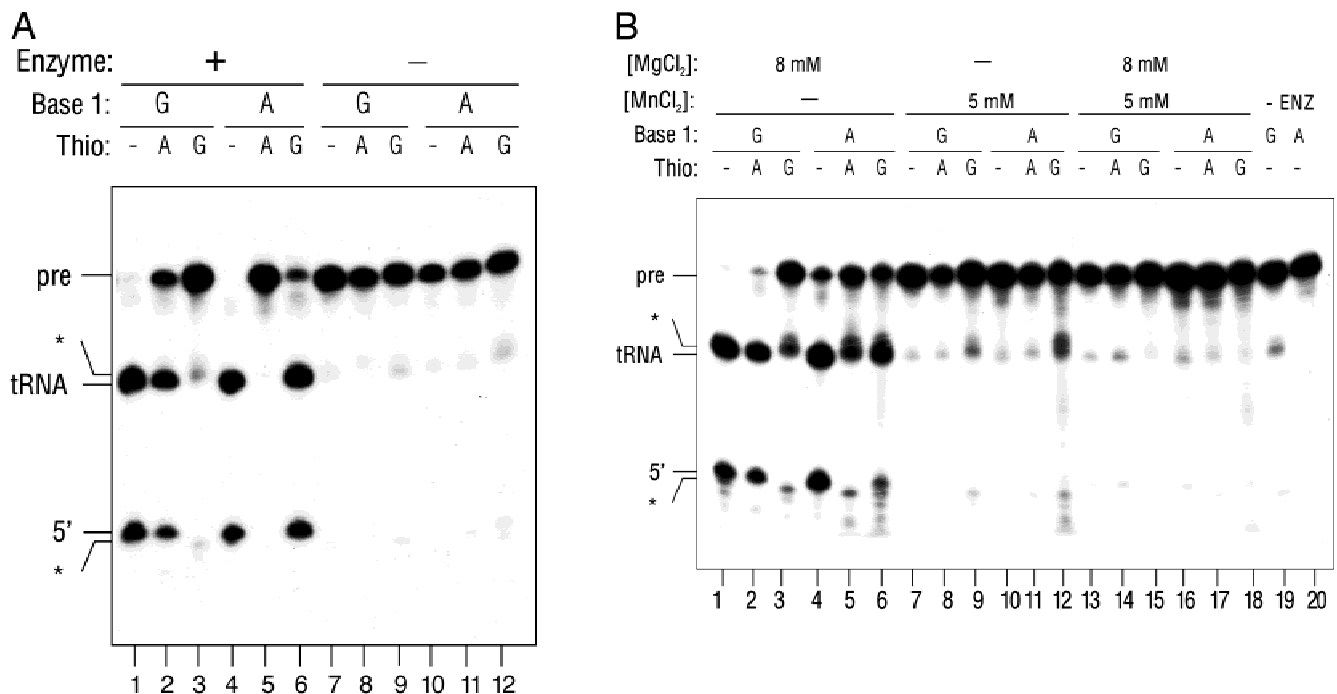 A
Enzyme: + –
Base 1: G A G A
Thio: - A G - A G - A G - A G
pre
*
tRNA
5'
*
1 2 3 4 5 6 7 8 9 10 11 12
B
[MgCl2]: 8 mM – 8 mM
[MnCl2]: – 5 mM 5 mM - ENZ
Base 1: G A G A G A G A
Thio: - A G - A G - A G - A G - A G - A G - -
pre
*
tRNA
5'
*
1 2 3 4 5 6 7 8 9 10 11 12 13 14 15 16 17 18 19 20